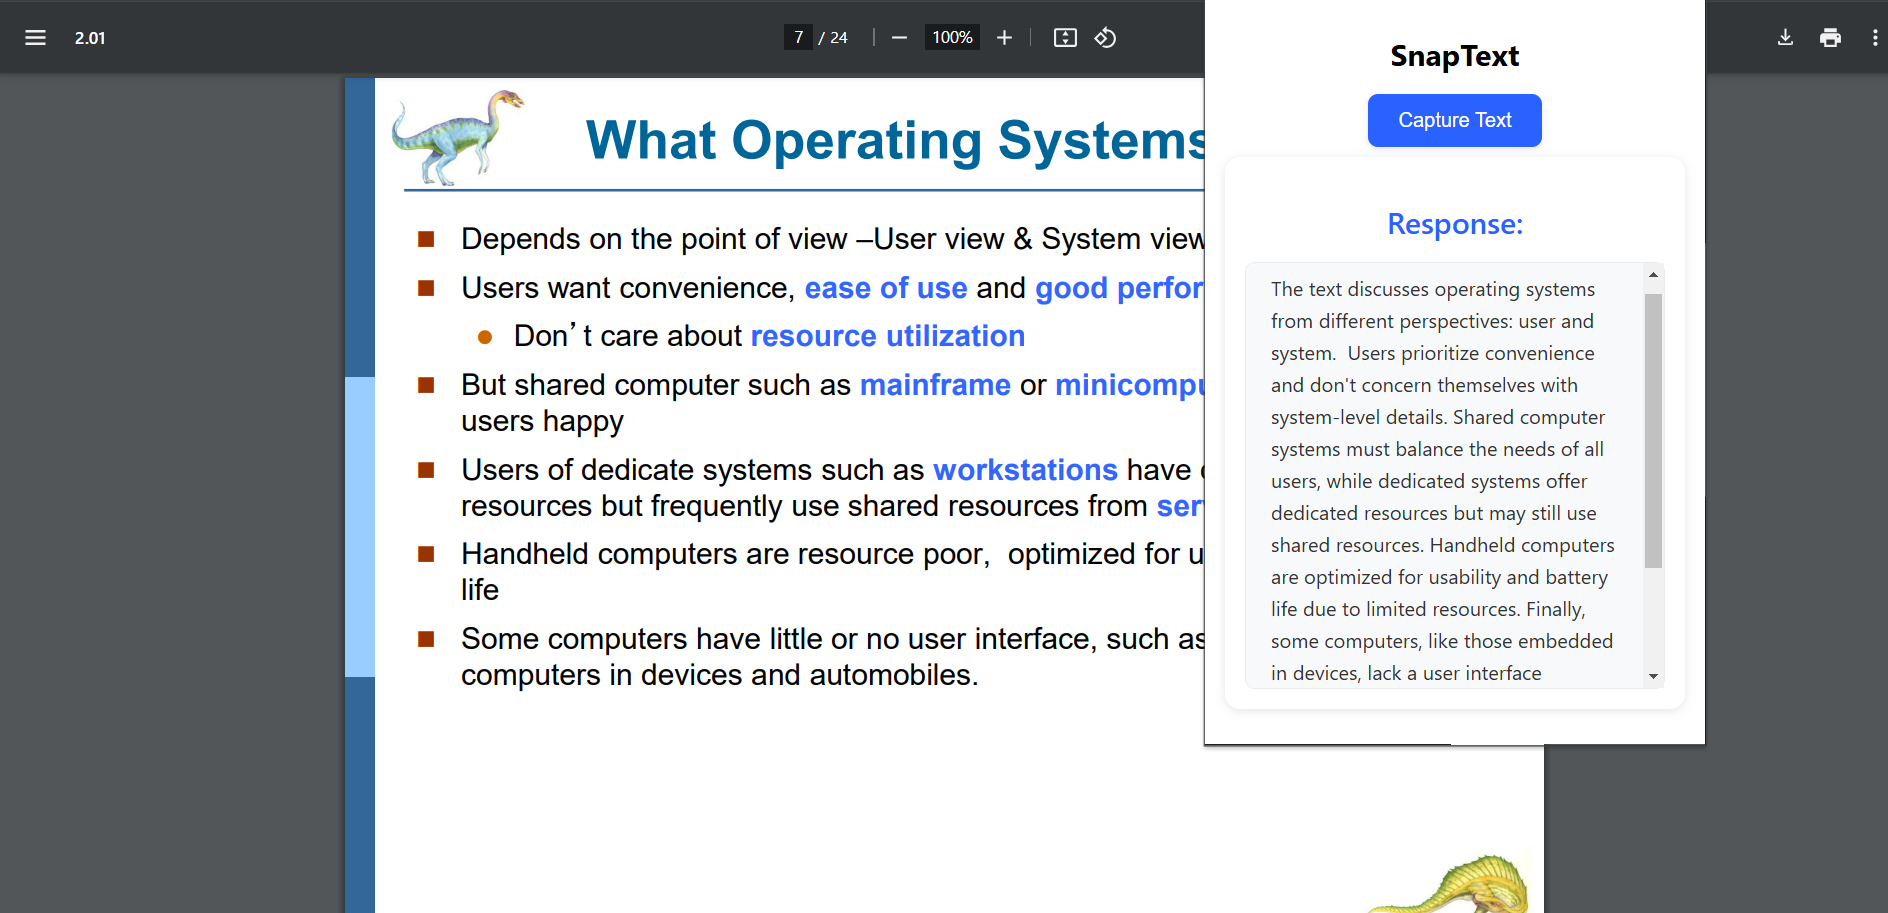 2.01
7 / 24
100%
What Operating Systems
Depends on the point of view –User view & System view
Users want convenience, ease of use and good perfor
Don’t care about resource utilization
But shared computer such as mainframe or minicompu
users happy
Users of dedicate systems such as workstations have
resources but frequently use shared resources from ser
Handheld computers are resource poor, optimized for u
life
Some computers have little or no user interface, such as
computers in devices and automobiles.
SnapText
Capture Text
Response:
The text discusses operating systems
from different perspectives: user and
system. Users prioritize convenience
and don't concern themselves with
system-level details. Shared computer
systems must balance the needs of all
users, while dedicated systems offer
dedicated resources but may still use
shared resources. Handheld computers
are optimized for usability and battery
life due to limited resources. Finally,
some computers, like those embedded
in devices, lack a user interface